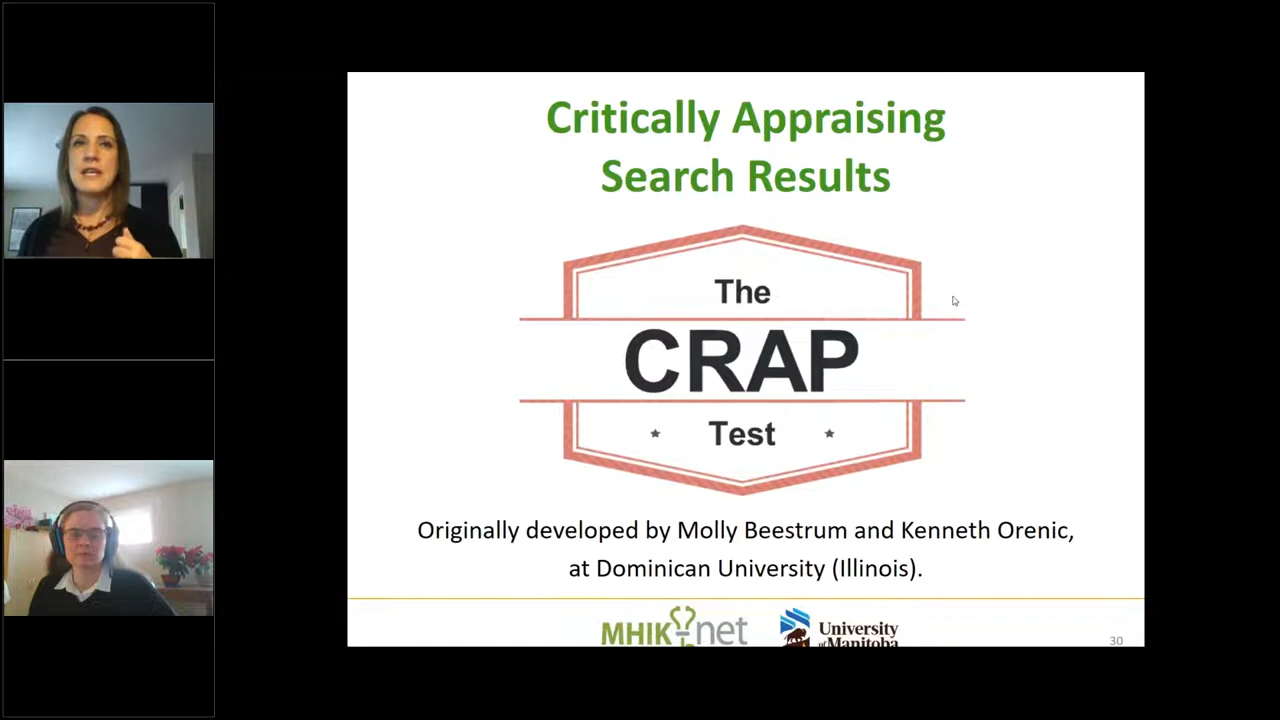 Critically Appraising
Search Results
The
CRAP
Test
Originally developed by Molly Beestrum and Kenneth Orenic,
at Dominican University (Illinois).
MHIKnet
University
of Manitoba
30